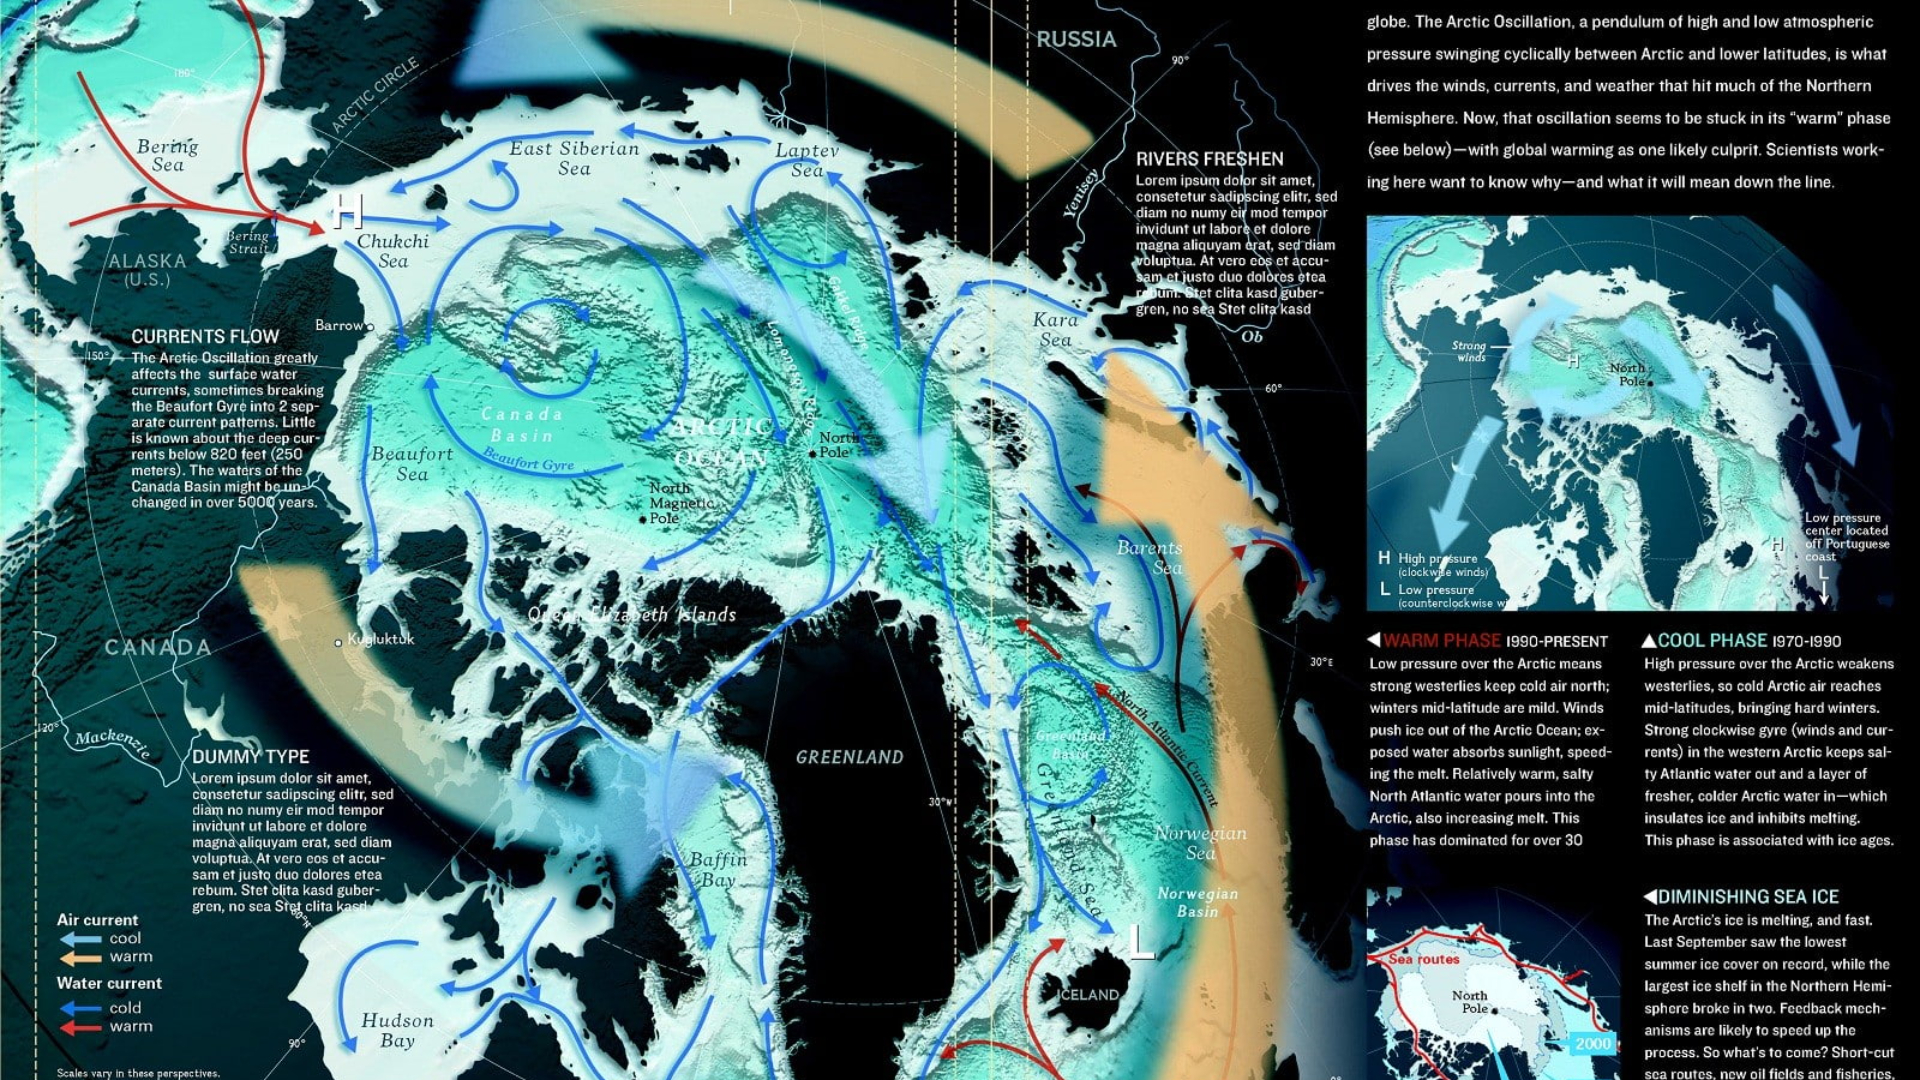 RUSSIA
90°
180°
ARCTIC CIRCLE
Bering
Sea
East Siberian
Sea
Laptev
Sea
Yenisey
RIVERS FRESHEN
Lorem ipsum dolor sit amet,
consetetur sadipscing elitr, sed
diam no numy eir mod tempor
invidunt ut labore et dolore
magna aliquyam erat, sed diam
voluptua. At vero eos et accu-
sam et justo duo dolores etea
rebum. Stet clita kasd guber-
gren, no sea Stet clita kasd
H
Bering
Strait
Chukchi
Sea
ALASKA
(U.S.)
Barrow
Kara
Sea
Ob
60°
Gakkel Ridge
Lomonosov Ridge
CURRENTS FLOW
The Arctic Oscillation greatly
affects the surface water
currents, sometimes breaking
the Beaufort Gyre into 2 sep-
arate current patterns. Little
is known about the deep cur-
rents below 820 feet (250
meters). The waters of the
Canada Basin might be un-
changed in over 5000 years.
150°
Canada
Basin
ARCTIC
OCEAN
North
Pole
Beaufort
Sea
Beaufort Gyre
North
Magnetic
Pole
Barents
Sea
Queen Elizabeth Islands
Kugluktuk
CANADA
30°E
120°
Mackenzie
North Atlantic Current
Greenland
Basin
GREENLAND
Greenland Sea
30°W
DUMMY TYPE
Lorem ipsum dolor sit amet,
consetetur sadipscing elitr, sed
diam no numy eir mod tempor
invidunt ut labore et dolore
magna aliquyam erat, sed diam
voluptua. At vero eos et accu-
sam et justo duo dolores etea
rebum. Stet clita kasd guber-
gren, no sea Stet clita kasd
Baffin
Bay
Norwegian
Sea
Norwegian
Basin
L
ICELAND
Air current
cool
warm
Water current
cold
warm
Hudson
Bay
90°
0°
Scales vary in these perspectives.
globe. The Arctic Oscillation, a pendulum of high and low atmospheric
pressure swinging cyclically between Arctic and lower latitudes, is what
drives the winds, currents, and weather that hit much of the Northern
Hemisphere. Now, that oscillation seems to be stuck in its “warm” phase
(see below)—with global warming as one likely culprit. Scientists work-
ing here want to know why—and what it will mean down the line.
Strong
winds
H
North
Pole
Low pressure
center located
off Portuguese
coast
L
H
H High pressure
(clockwise winds)
L Low pressure
(counterclockwise
WARM PHASE 1990-PRESENT
Low pressure over the Arctic means
strong westerlies keep cold air north;
winters mid-latitude are mild. Winds
push ice out of the Arctic Ocean; ex-
posed water absorbs sunlight, speed-
ing the melt. Relatively warm, salty
North Atlantic water pours into the
Arctic, also increasing melt. This
phase has dominated for over 30
COOL PHASE 1970-1990
High pressure over the Arctic weakens
westerlies, so cold Arctic air reaches
mid-latitudes, bringing hard winters.
Strong clockwise gyre (winds and cur-
rents) in the western Arctic keeps sal-
ty Atlantic water out and a layer of
fresher, colder Arctic water in—which
insulates ice and inhibits melting.
This phase is associated with ice ages.
Sea routes
North
Pole
2000
DIMINISHING SEA ICE
The Arctic’s ice is melting, and fast.
Last September saw the lowest
summer ice cover on record, while the
largest ice shelf in the Northern Hemi-
sphere broke in two. Feedback mech-
anisms are likely to speed up the
process. So what’s to come? Short-cut
sea routes, new oil fields and fisheries,